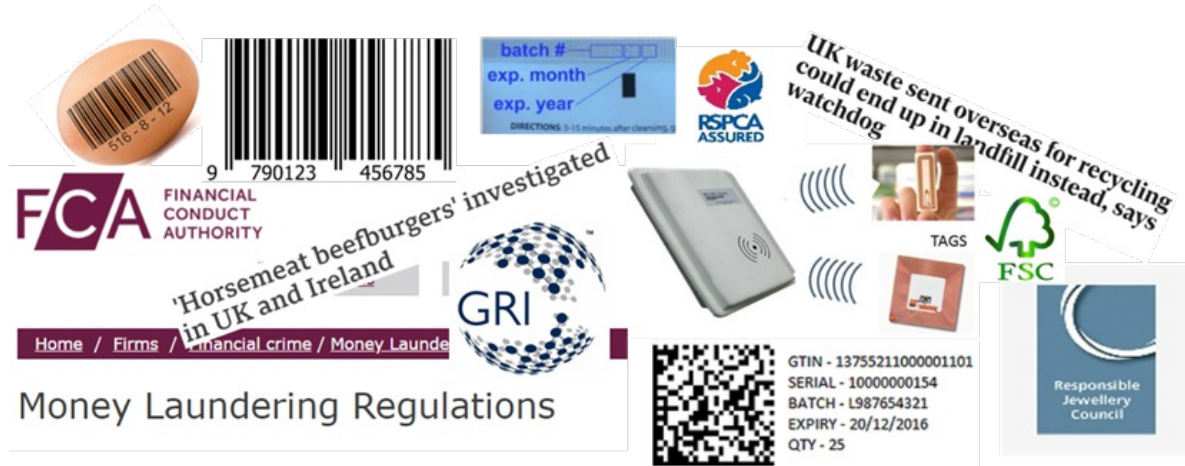 516 - 8 - 12
9 790123 456785
batch #
exp. month
exp. year
DIRECTIONS: 3-15 minutes after cleansing, g
RSPCA
ASSURED
UK waste sent overseas for recycling
could end up in landfill instead, says
watchdog
FCA FINANCIAL
CONDUCT
AUTHORITY
'Horsemeat beefburgers' investigated
in UK and Ireland
GRI
™
TAGS
©
FSC
Home / Firms / Financial crime / Money Launde
Money Laundering Regulations
GTIN - 13755211000001101
SERIAL - 10000000154
BATCH - L987654321
EXPIRY - 20/12/2016
QTY - 25
Responsible
Jewellery
Council